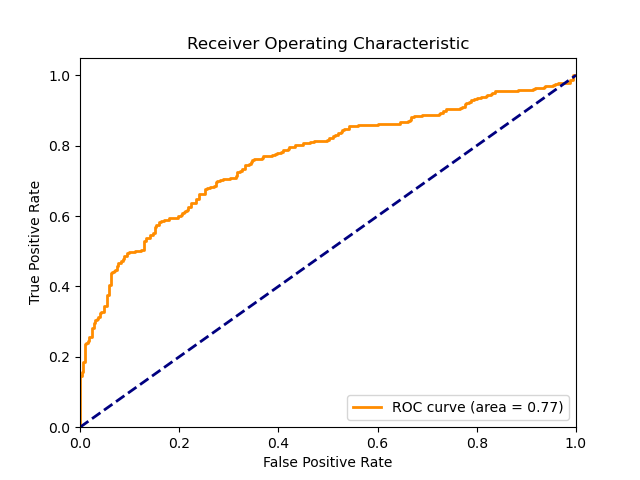 Receiver Operating Characteristic
True Positive Rate
1.0
0.8
0.6
0.4
0.2
0.0
ROC curve (area = 0.77)
0.0 0.2 0.4 0.6 0.8 1.0
False Positive Rate